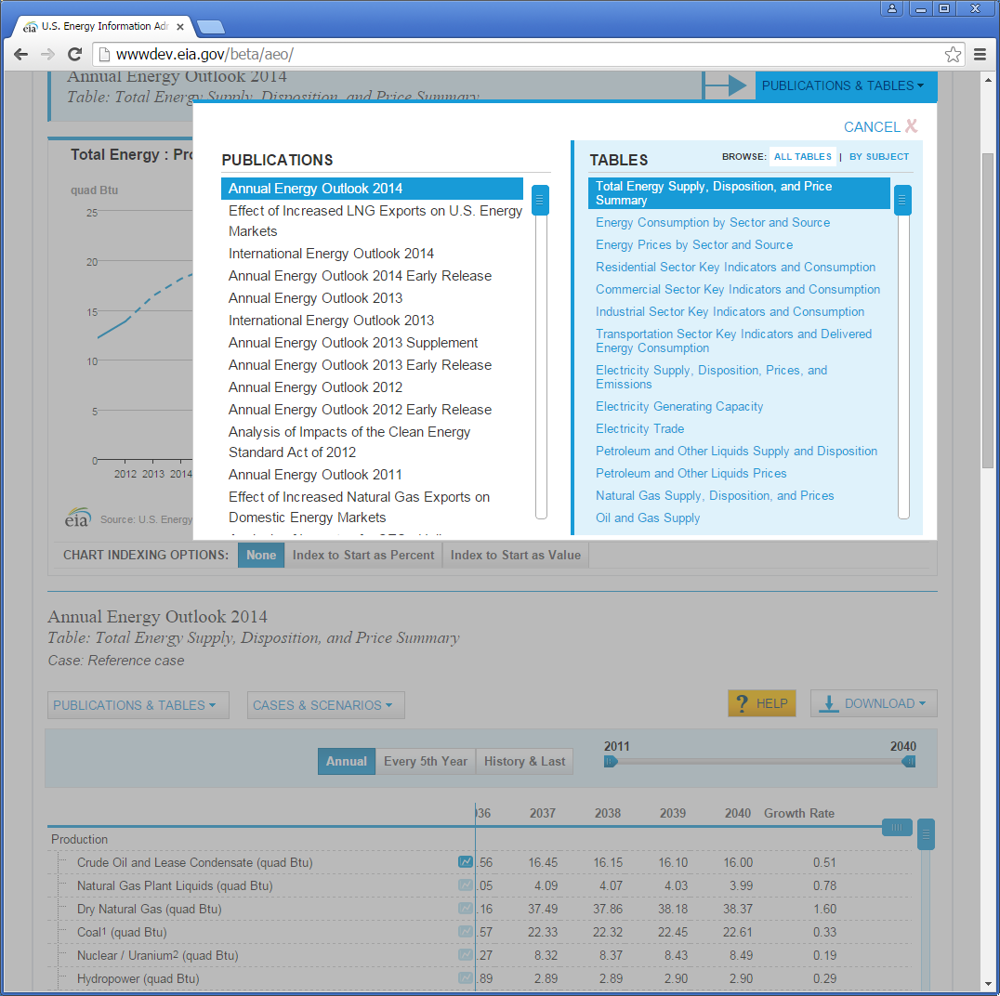 U.S. Energy Information Adr
wwwdev.eia.gov/beta/aeo/
Annual Energy Outlook 2014
Table: Total Energy Supply, Disposition, and Price Summary
PUBLICATIONS & TABLES
CANCEL X
PUBLICATIONS
Annual Energy Outlook 2014
Effect of Increased LNG Exports on U.S. Energy
Markets
International Energy Outlook 2014
Annual Energy Outlook 2014 Early Release
Annual Energy Outlook 2013
International Energy Outlook 2013
Annual Energy Outlook 2013 Supplement
Annual Energy Outlook 2013 Early Release
Annual Energy Outlook 2012
Annual Energy Outlook 2012 Early Release
Analysis of Impacts of the Clean Energy
Standard Act of 2012
Annual Energy Outlook 2011
Effect of Increased Natural Gas Exports on
Domestic Energy Markets
TABLES
BROWSE: ALL TABLES | BY SUBJECT
Total Energy Supply, Disposition, and Price
Summary
Energy Consumption by Sector and Source
Energy Prices by Sector and Source
Residential Sector Key Indicators and Consumption
Commercial Sector Key Indicators and Consumption
Industrial Sector Key Indicators and Consumption
Transportation Sector Key Indicators and Delivered
Energy Consumption
Electricity Supply, Disposition, Prices, and
Emissions
Electricity Generating Capacity
Electricity Trade
Petroleum and Other Liquids Supply and Disposition
Petroleum and Other Liquids Prices
Natural Gas Supply, Disposition, and Prices
Oil and Gas Supply
Total Energy : Pro
quad Btu
25
20
15
10
5
0
2012 2013 2014
eia Source: U.S. Energy
CHART INDEXING OPTIONS: None Index to Start as Percent Index to Start as Value
Annual Energy Outlook 2014
Table: Total Energy Supply, Disposition, and Price Summary
Case: Reference case
PUBLICATIONS & TABLES CASES & SCENARIOS ? HELP DOWNLOAD
2011 2040
Annual Every 5th Year History & Last
036 2037 2038 2039 2040 Growth Rate
Production
Crude Oil and Lease Condensate (quad Btu) .56 16.45 16.15 16.10 16.00 0.51
Natural Gas Plant Liquids (quad Btu) .05 4.09 4.07 4.03 3.99 0.78
Dry Natural Gas (quad Btu) .16 37.49 37.86 38.18 38.37 1.60
Coal1 (quad Btu) .57 22.33 22.32 22.45 22.61 0.33
Nuclear / Uranium2 (quad Btu) .27 8.32 8.37 8.43 8.49 0.19
Hydropower (quad Btu) .89 2.89 2.89 2.90 2.90 0.29